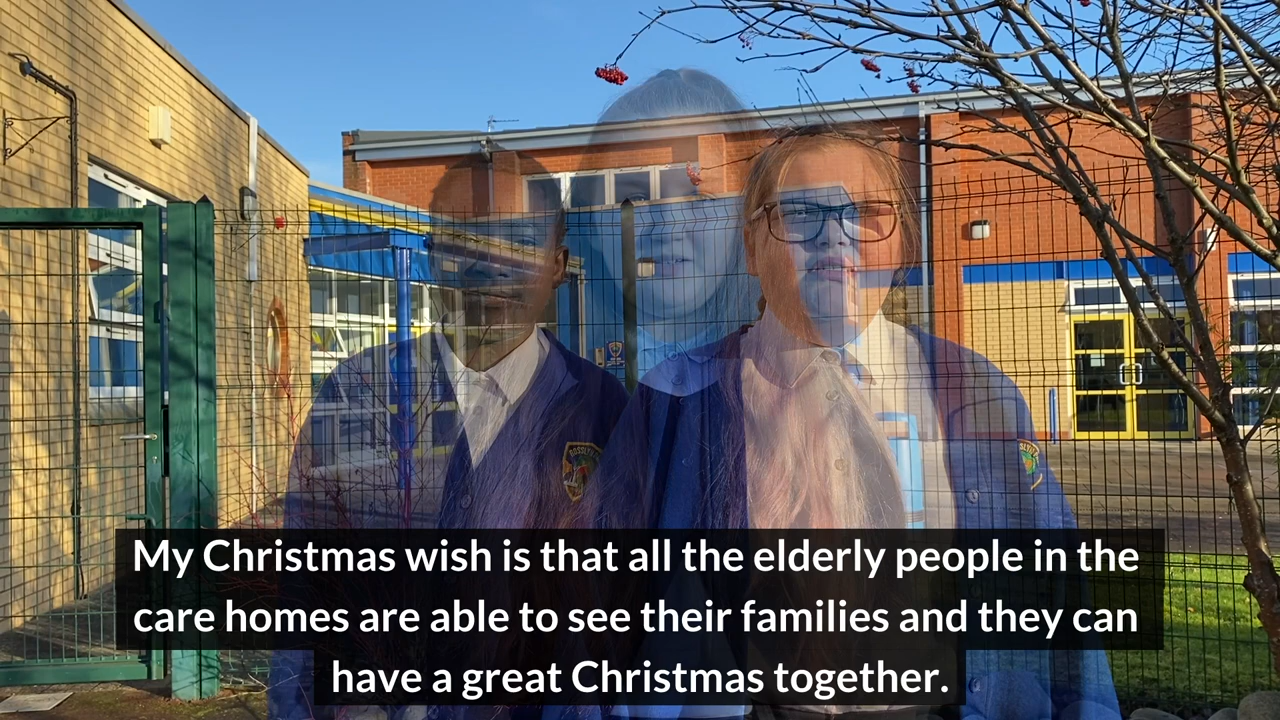 My Christmas wish is that all the elderly people in the
care homes are able to see their families and they can
have a great Christmas together.